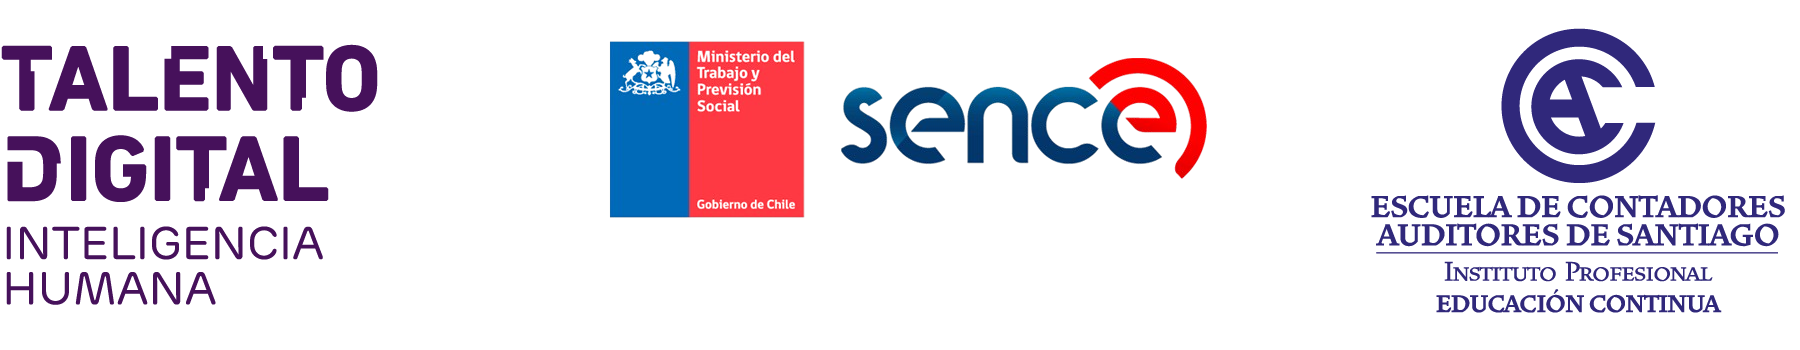 TALENTO
DIGITAL
INTELIGENCIA
HUMANA
Ministerio del
Trabajo y
Previsión
Social
Gobierno de Chile
sence
ECA
ESCUELA DE CONTADORES
AUDITORES DE SANTIAGO
INSTITUTO PROFESIONAL
EDUCACIÓN CONTINUA